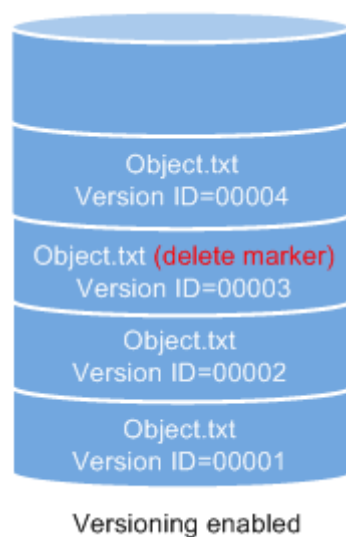 Object.txt
Version ID=00004
Object.txt (delete marker)
Version ID=00003
Object.txt
Version ID=00002
Object.txt
Version ID=00001
Versioning enabled